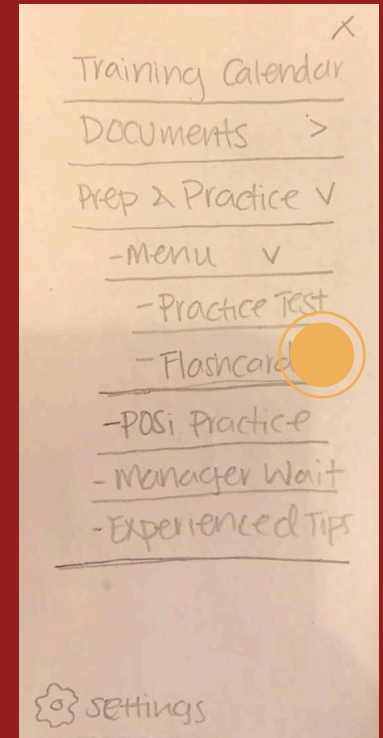 X
Training Calendar
Documents >
Prep & Practice V
- Menu V
- Practice Test
- Flashcard
- POSi Practice
- Manager Wait
- Experienced Tips
settings